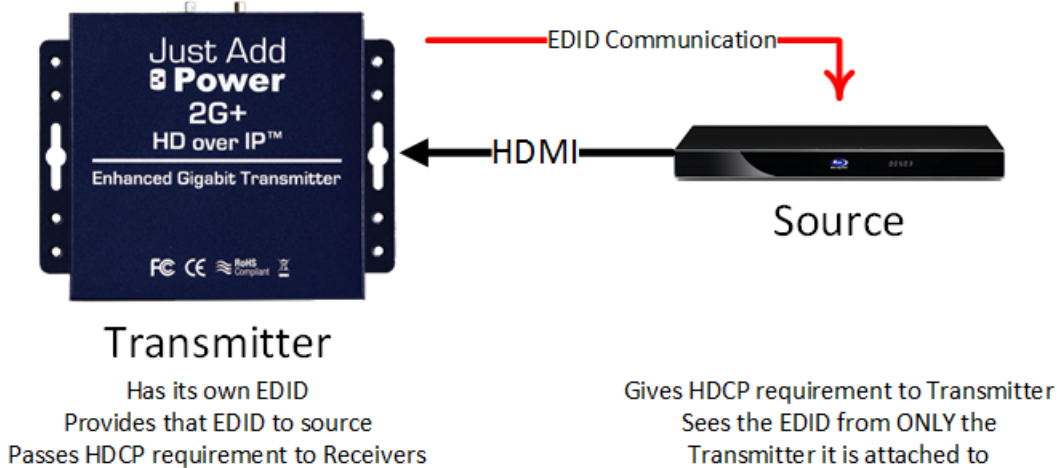 Just Add
Power
2G+
HD over IP™
Enhanced Gigabit Transmitter
FC CE RoHS
Compliant
EDID Communication
HDMI
Source
Transmitter
Has its own EDID
Provides that EDID to source
Passes HDCP requirement to Receivers
Gives HDCP requirement to Transmitter
Sees the EDID from ONLY the
Transmitter it is attached to